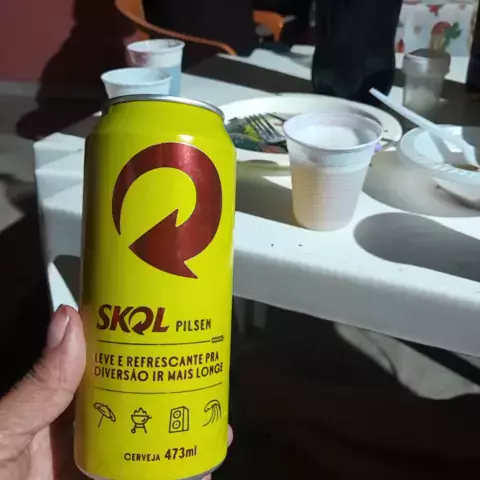 SKOL PILSEN
LEVE E REFRESCANTE PRA
DIVERSÃO IR MAIS LONGE
CERVEJA 473ml